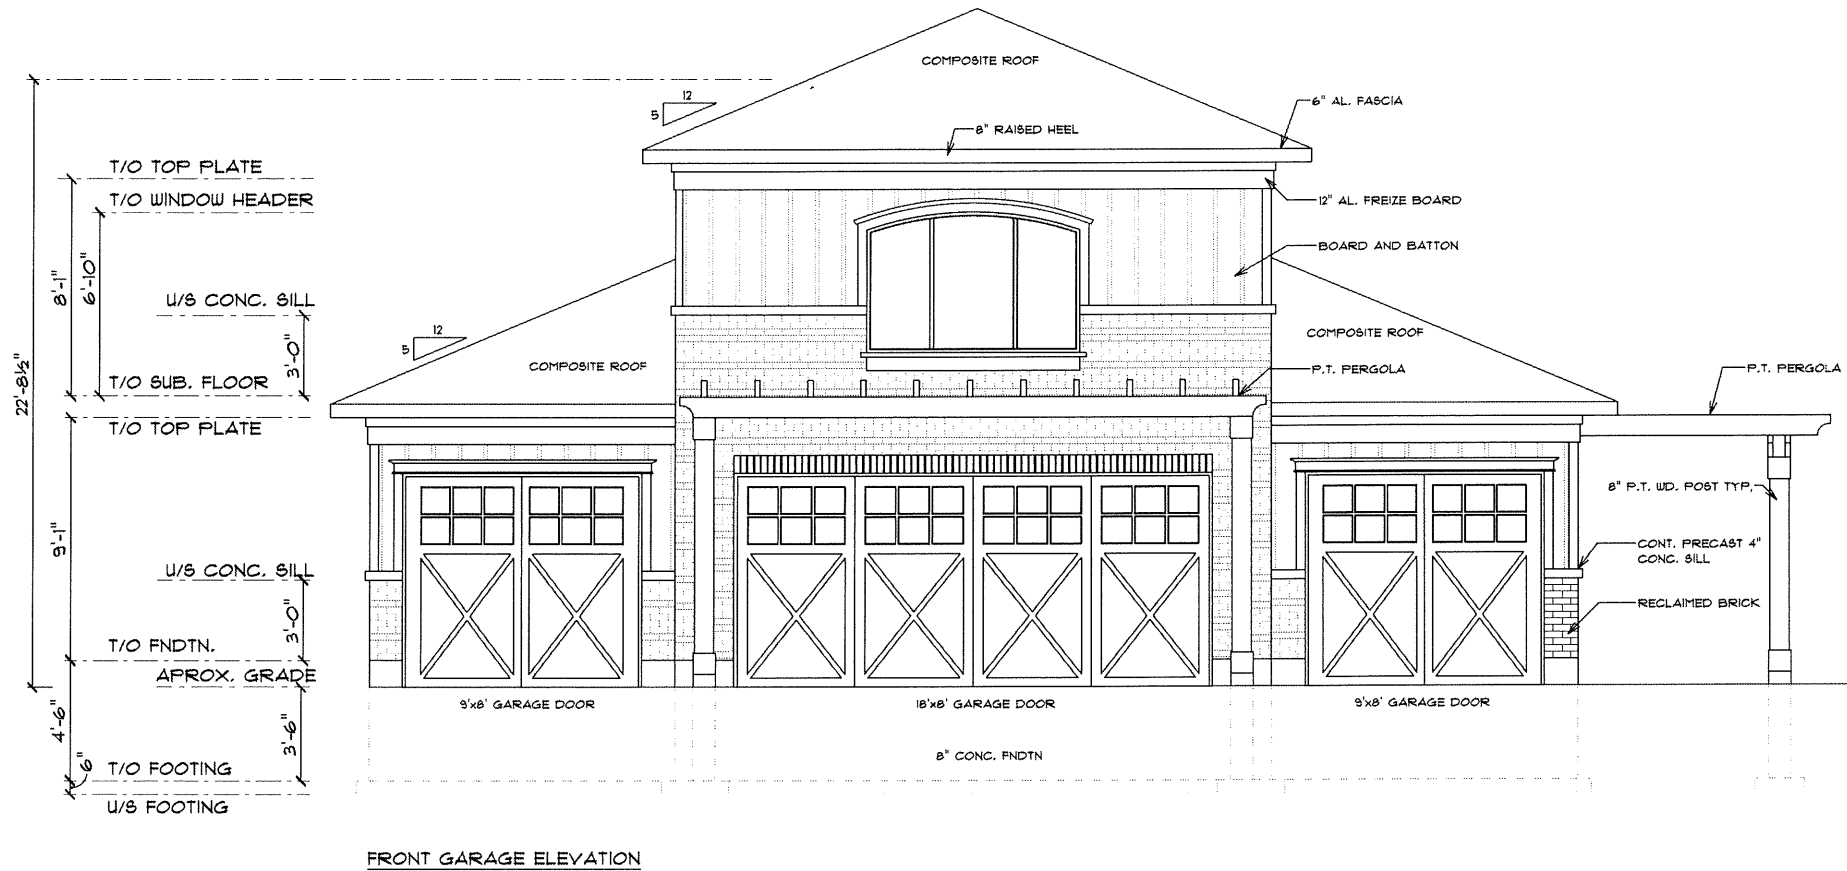 COMPOSITE ROOF
12
5
6" AL. FASCIA
8" RAISED HEEL
T/O TOP PLATE
T/O WINDOW HEADER
12" AL. FREIZE BOARD
BOARD AND BATTON
8'-1"
6'-10"
U/S CONC. SILL
3'-0"
12
5
COMPOSITE ROOF
COMPOSITE ROOF
P.T. PERGOLA
P.T. PERGOLA
T/O SUB. FLOOR
22'-8½"
T/O TOP PLATE
8" P.T. WD. POST TYP.
9'-1"
U/S CONC. SILL
CONT. PRECAST 4"
CONC. SILL
3'-0"
RECLAIMED BRICK
T/O FNDTN.
APROX. GRADE
9'x8' GARAGE DOOR
18'x8' GARAGE DOOR
9'x8' GARAGE DOOR
4'-6"
3'-6"
8" CONC. FNDTN
6"
T/O FOOTING
U/S FOOTING
FRONT GARAGE ELEVATION